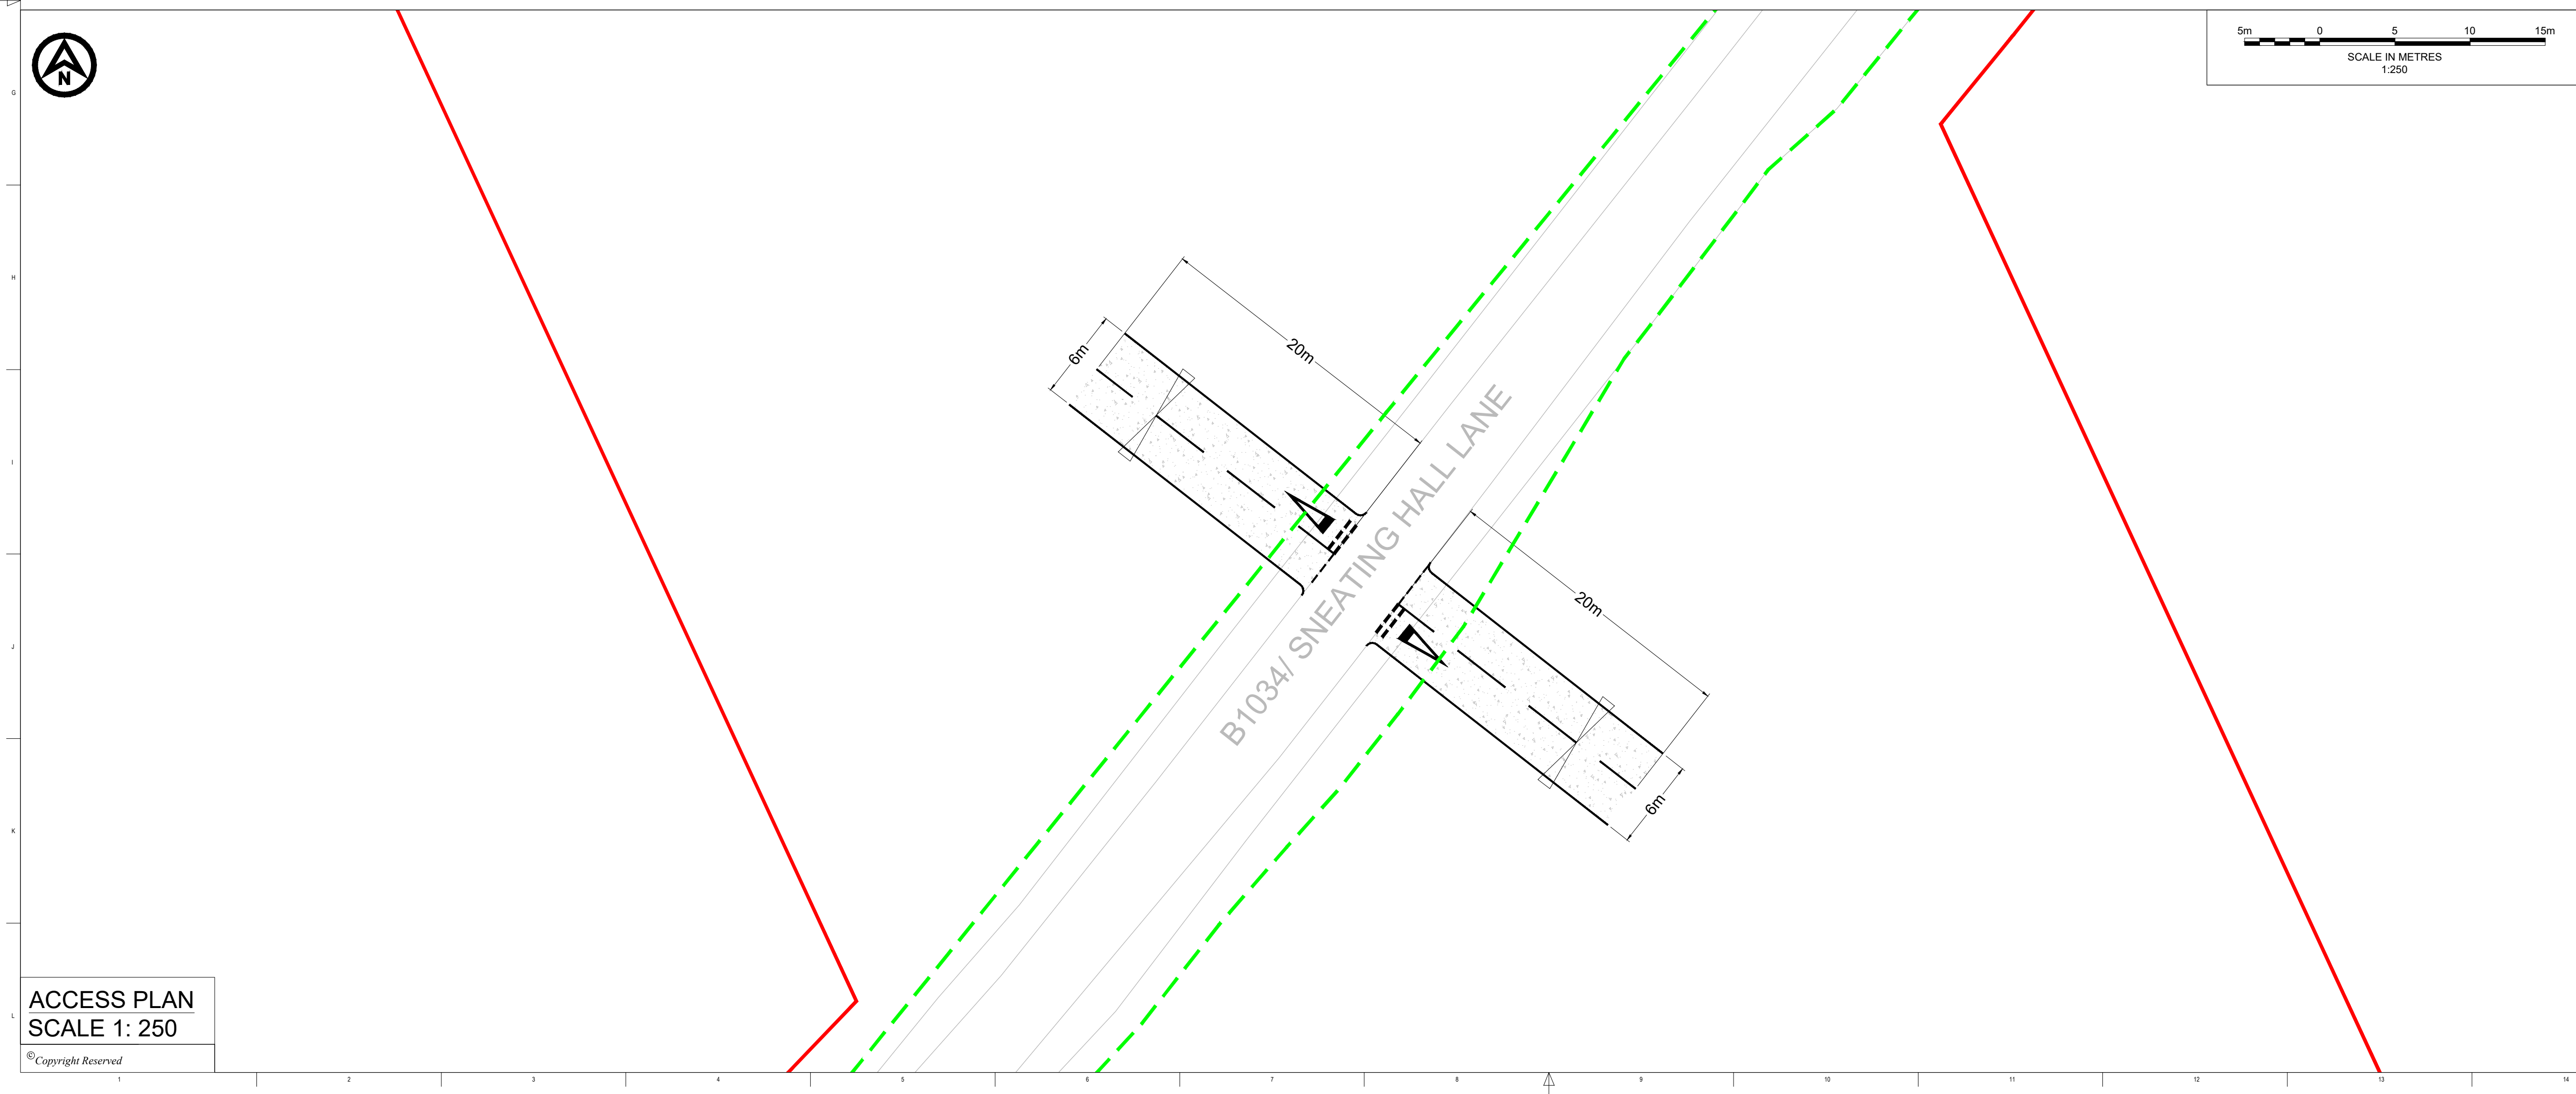 N
5m 0 5 10 15m
SCALE IN METRES
1:250
G
H
I
J
K
L
6m
20m
B1034/ SNEATING HALL LANE
20m
6m
ACCESS PLAN
SCALE 1: 250
©Copyright Reserved
1 2 3 4 5 6 7 8 9 10 11 12 13 14